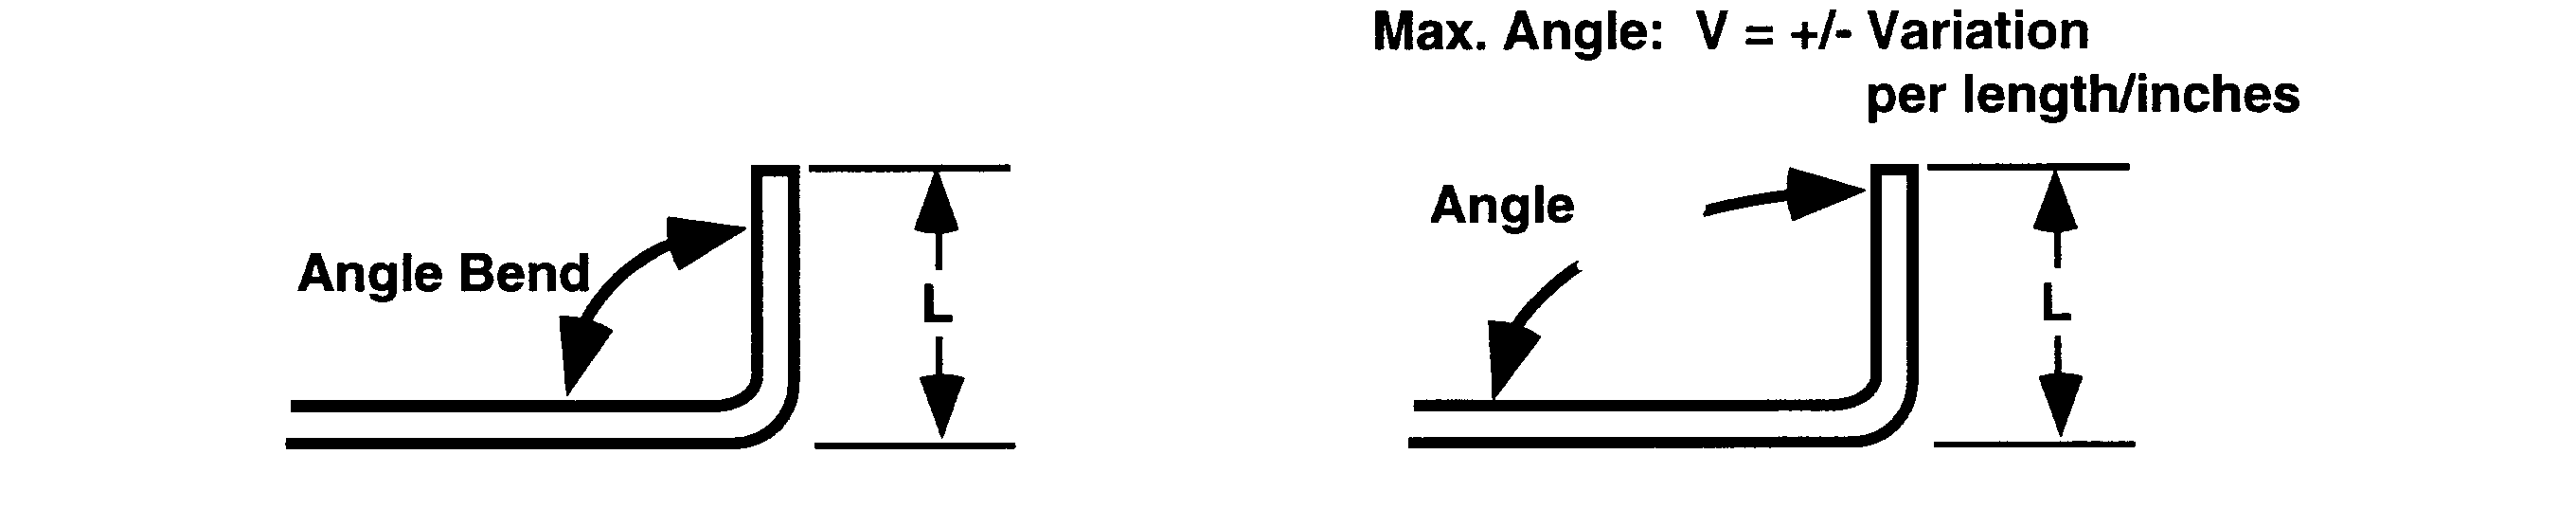 Max. Angle: V = +/- Variation
per length/inches
Angle Bend
L
Angle
L